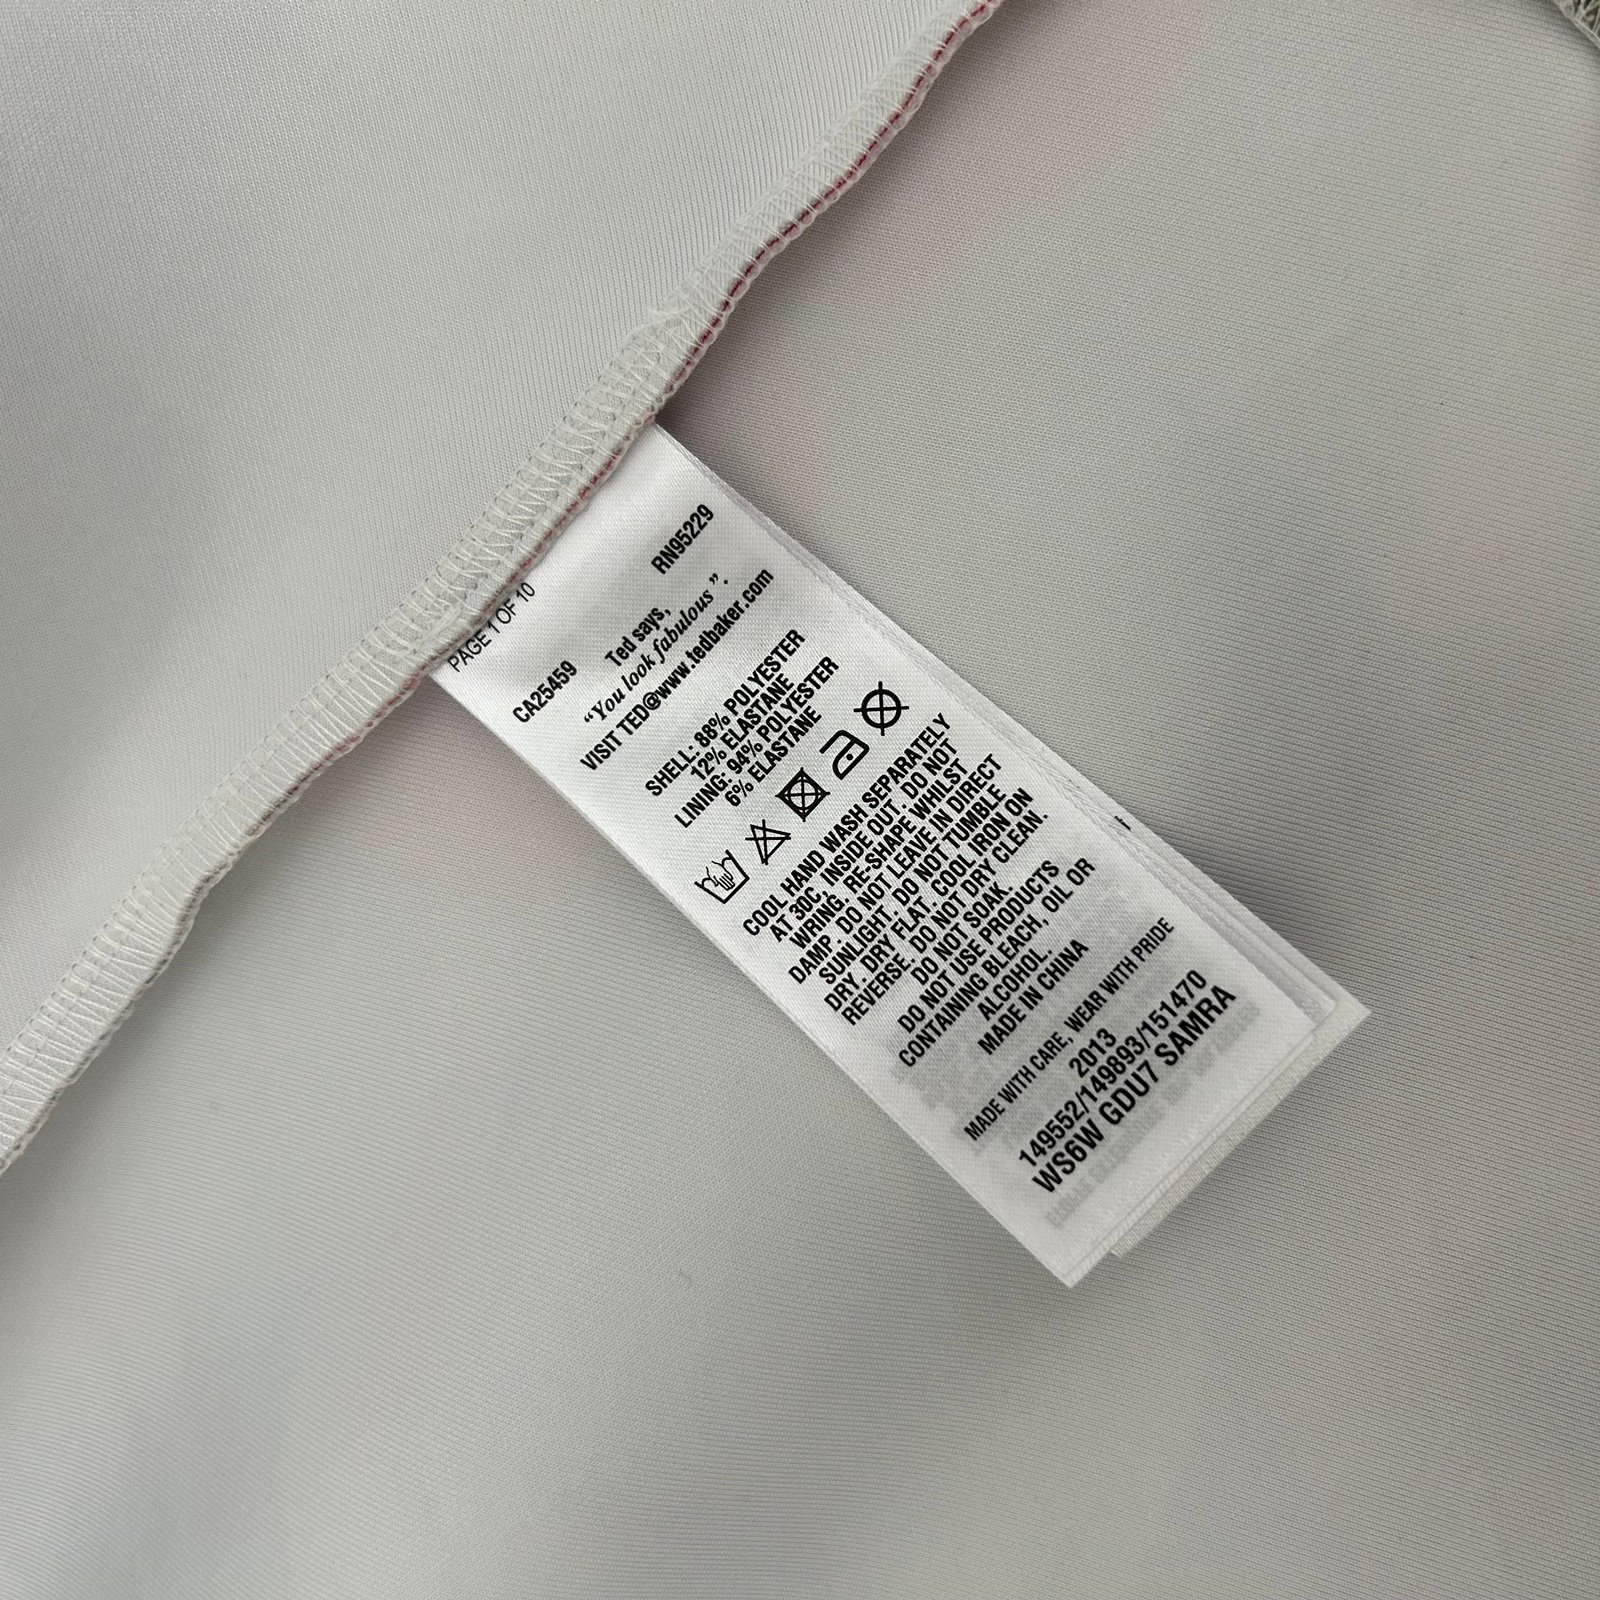 PAGE 1 OF 10
CA25459 RN95229
Ted says,
“You look fabulous”.
VISIT TED@www.tedbaker.com
SHELL: 88% POLYESTER
12% ELASTANE
LINING: 94% POLYESTER
6% ELASTANE
COOL HAND WASH SEPARATELY
AT 30C, INSIDE OUT. DO NOT
WRING. RE-SHAPE WHILST
DAMP. DO NOT LEAVE IN DIRECT
SUNLIGHT. DO NOT TUMBLE
DRY. DRY FLAT. COOL IRON ON
REVERSE. DO NOT DRY CLEAN.
DO NOT SOAK.
DO NOT USE PRODUCTS
CONTAINING BLEACH, OIL OR
ALCOHOL.
MADE IN CHINA
MADE WITH CARE, WEAR WITH PRIDE
2013
149552/149893/151470
WS6W GDU7 SAMRA